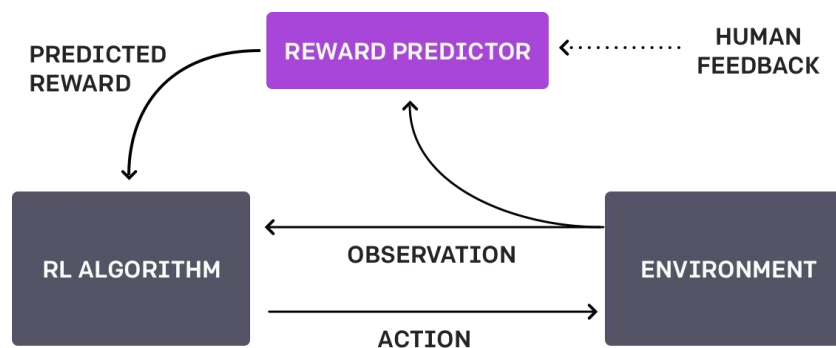 PREDICTED
REWARD
REWARD PREDICTOR
HUMAN
FEEDBACK
RL ALGORITHM
OBSERVATION
ACTION
ENVIRONMENT